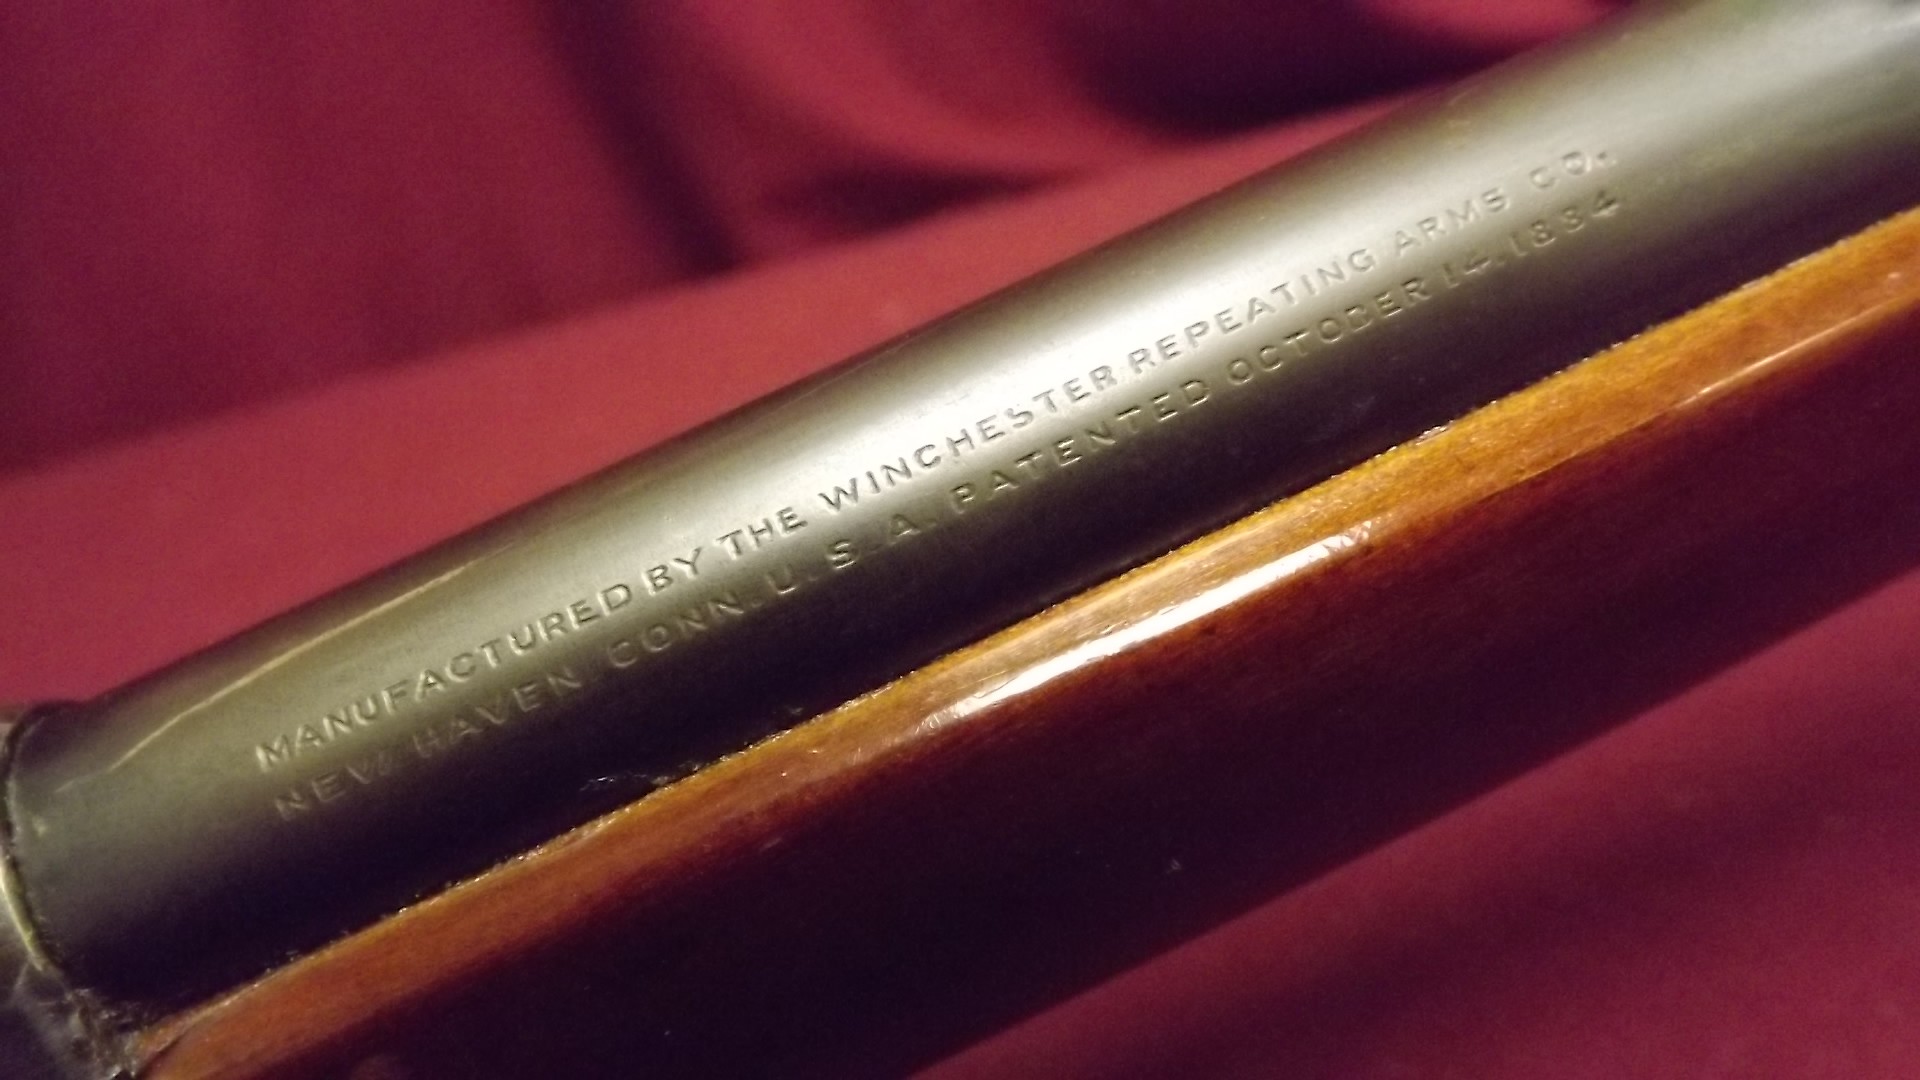 MANUFACTURED BY THE WINCHESTER REPEATING ARMS CO.
NEW HAVEN CONN. U.S.A. PATENTED OCTOBER 14.1884